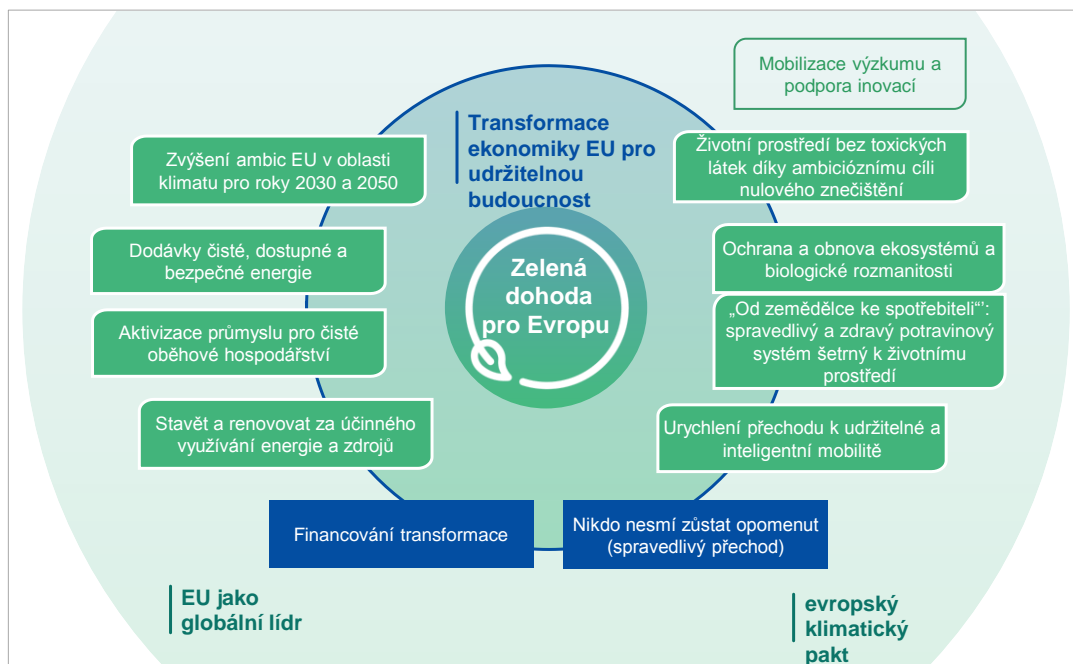 Mobilizace výzkumu a
podpora inovací
Transformace
ekonomiky EU pro
udržitelnou
budoucnost
Zvýšení ambic EU v oblasti
klimatu pro roky 2030 a 2050
Životní prostředí bez toxických
látek díky ambicióznímu cíli
nulového znečištění
Dodávky čisté, dostupné a
bezpečné energie
Zelená
dohoda
pro Evropu
Ochrana a obnova ekosystémů a
biologické rozmanitosti
Aktivizace průmyslu pro čisté
oběhové hospodářství
„Od zemědělce ke spotřebiteli“':
spravedlivý a zdravý potravinový
systém šetrný k životnímu
prostředí
Stavět a renovovat za účinného
využívání energie a zdrojů
Urychlení přechodu k udržitelné a
inteligentní mobilitě
Financování transformace
Nikdo nesmí zůstat opomenut
(spravedlivý přechod)
EU jako
globální lídr
evropský
klimatický
pakt